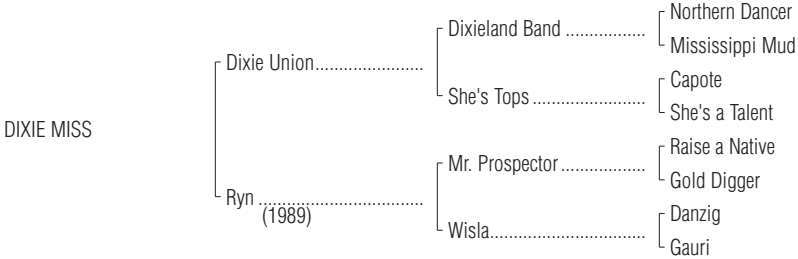 Northern Dancer
Dixieland Band ..................
Mississippi Mud
Dixie Union........................
Capote
She's Tops .........................
She's a Talent
DIXIE MISS
Raise a Native
Mr. Prospector ...................
Gold Digger
Ryn .....................................
(1989)
Danzig
Wisla...................................
Gauri